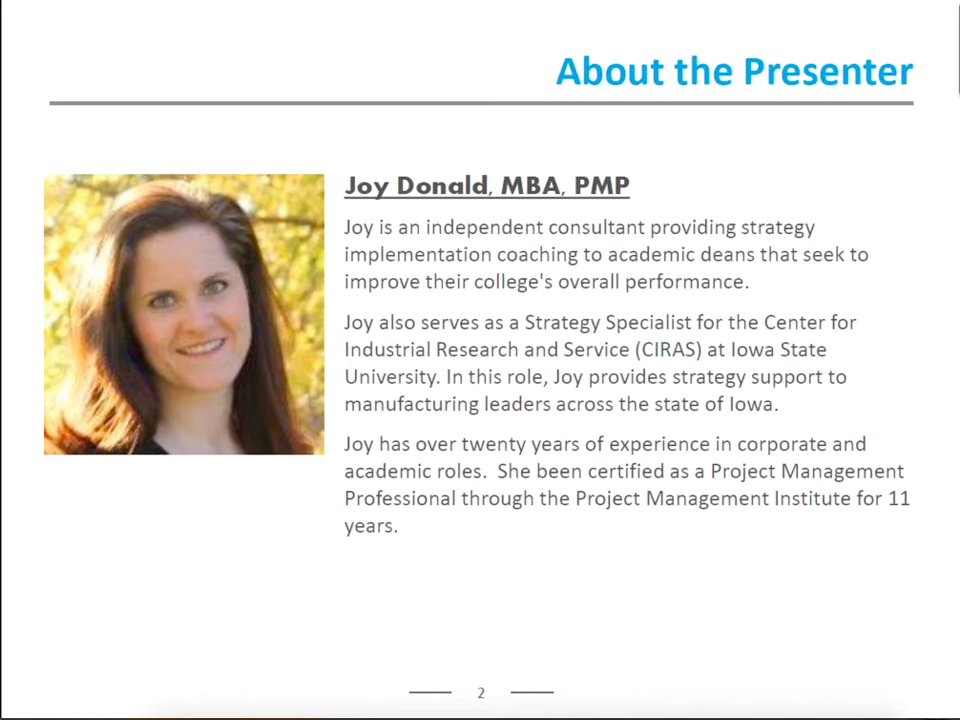 About the Presenter
Joy Donald, MBA, PMP
Joy is an independent consultant providing strategy
implementation coaching to academic deans that seek to
improve their college's overall performance.
Joy also serves as a Strategy Specialist for the Center for
Industrial Research and Service (CIRAS) at Iowa State
University. In this role, Joy provides strategy support to
manufacturing leaders across the state of Iowa.
Joy has over twenty years of experience in corporate and
academic roles.  She been certified as a Project Management
Professional through the Project Management Institute for 11
years.
2